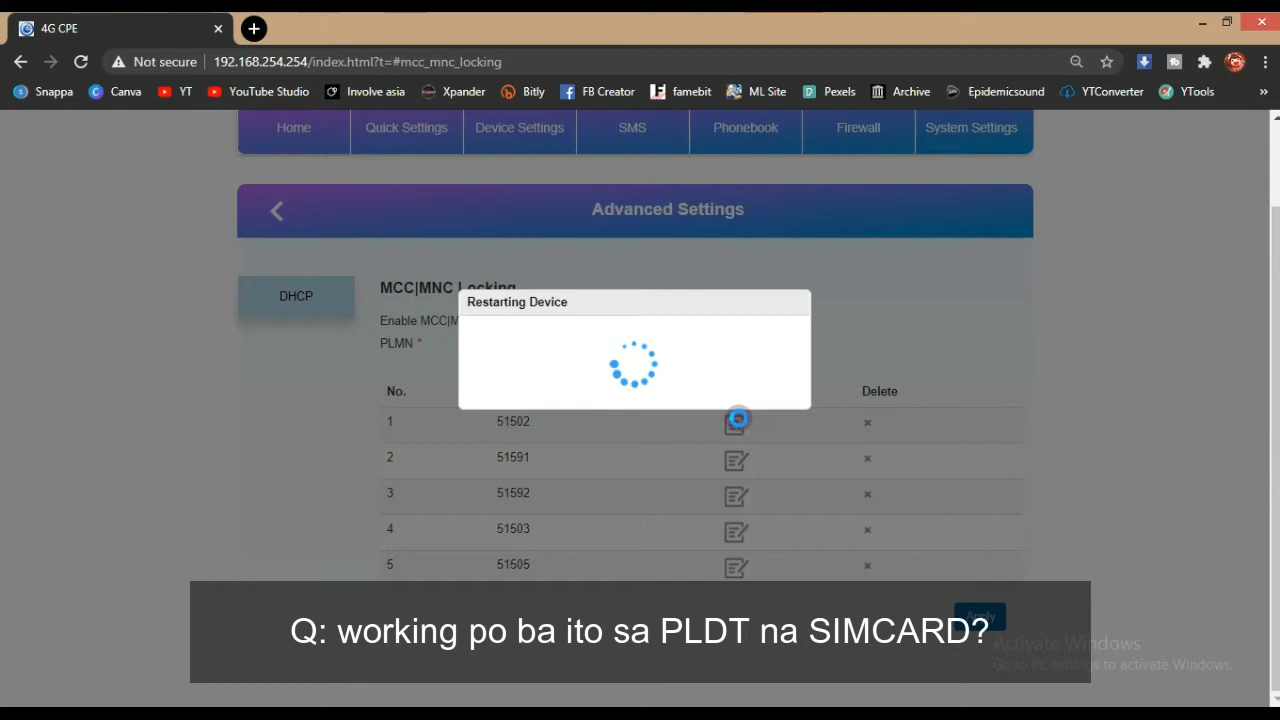 4G CPE
Not secure 192.168.254.254/index.html?t=#mcc_mnc_locking
Snappa Canva YT YouTube Studio Involve asia Xpander Bitly FB Creator famebit ML Site Pexels Archive Epidemicsound YTConverter YTools »
Home Quick Settings Device Settings SMS Phonebook Firewall System Settings
Advanced Settings
DHCP
MCC|MNC Locking
Restarting Device
Enable MCC|M
PLMN *
No. Delete
1 51502
2 51591
3 51592
4 51503
5 51505
Apply
Q: working po ba ito sa PLDT na SIMCARD?
Activate Windows
Go to PC settings to activate Windows.